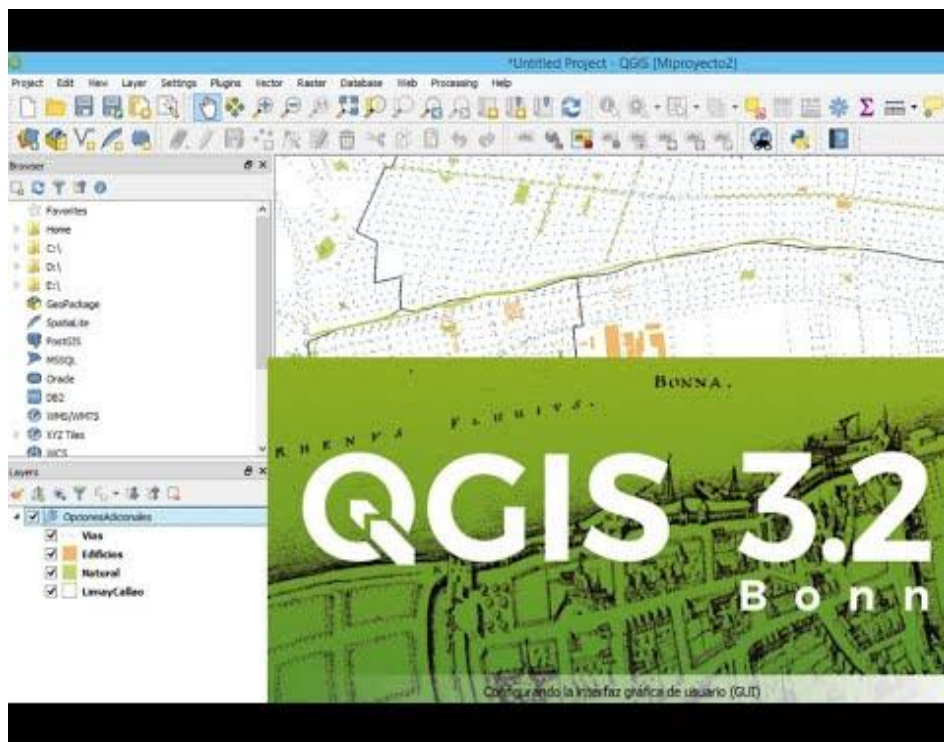 *Untitled Project - QGIS [Miproyecto2]
Project Edit View Layer Settings Plugins Vector Raster Database Web Processing Help
Browser
Favorites
Home
C:\
D:\
E:\
GeoPackage
SpatiaLite
PostGIS
MSSQL
Oracle
DB2
WMS/WMTS
XYZ Tiles
WCS
Layers
OpcionesAdicionales
Vias
Edificios
Natural
LimayCallao
BONNA.
RHENVS FLUUIVS.
QGIS 3.2
Bonn
Configurando la interfaz gráfica de usuario (GUI)